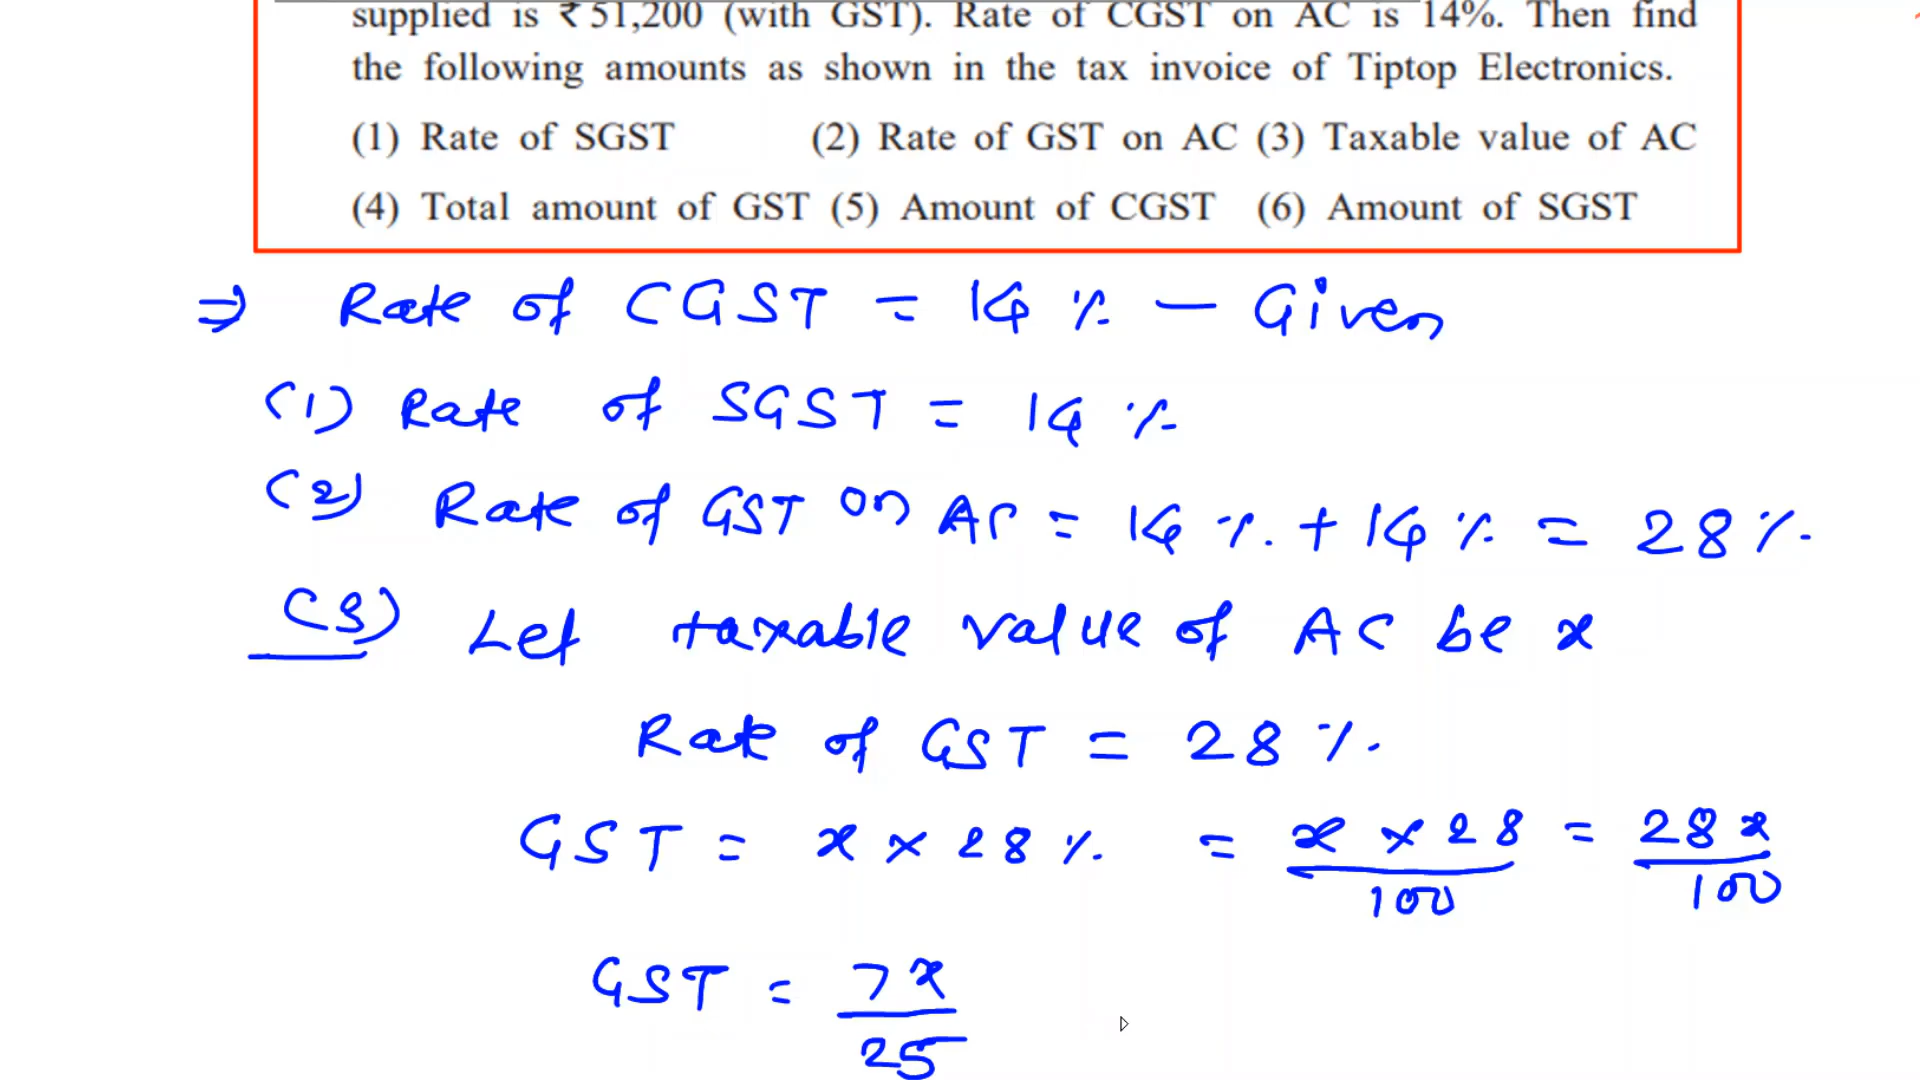 supplied is ₹ 51,200 (with GST). Rate of CGST on AC is 14%. Then find
the following amounts as shown in the tax invoice of Tiptop Electronics.
(1) Rate of SGST (2) Rate of GST on AC (3) Taxable value of AC
(4) Total amount of GST (5) Amount of CGST (6) Amount of SGST
⇒ Rate of CGST = 14 % — Given
(1) Rate of SGST = 14 %
(2) Rate of GST on AC = 14 % + 14 % = 28 %
(3) Let taxable value of AC be x
Rate of GST = 28 %
GST = x × 28 % = x × 28 / 100 = 28 x / 100
GST = 7x / 25